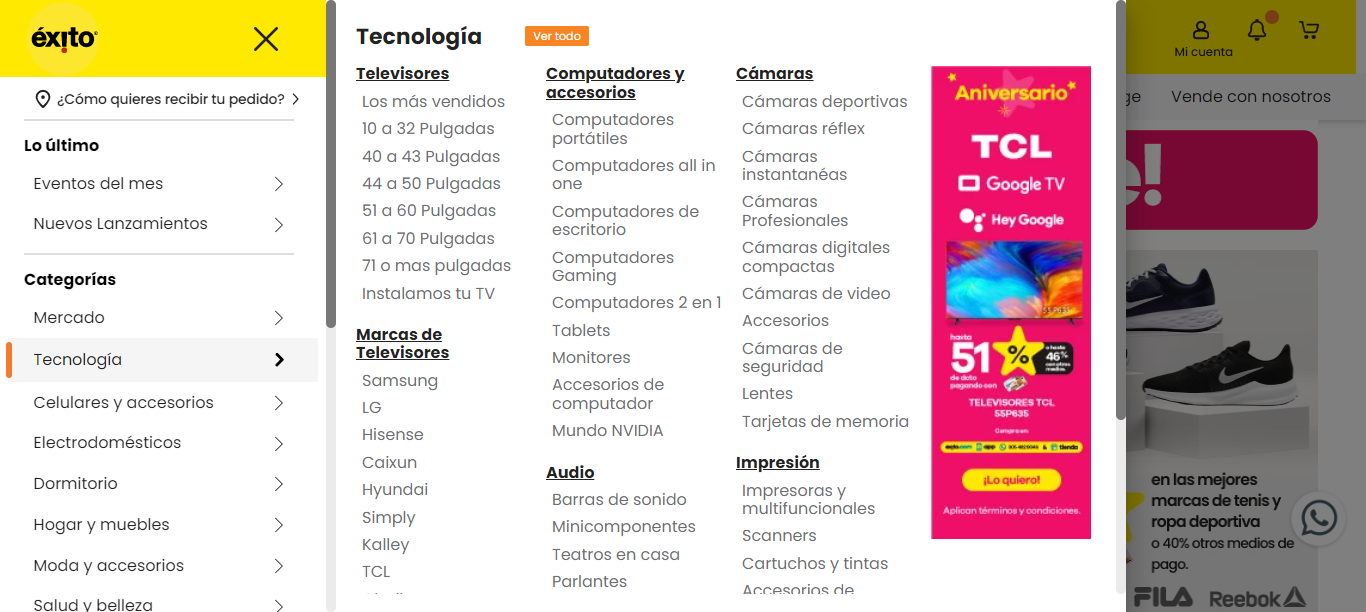 éxito
¿Cómo quieres recibir tu pedido?
Lo último
Eventos del mes
Nuevos Lanzamientos
Categorías
Mercado
Tecnología
Celulares y accesorios
Electrodomésticos
Dormitorio
Hogar y muebles
Moda y accesorios
Salud y belleza
Tecnología
Ver todo
Televisores
Los más vendidos
10 a 32 Pulgadas
40 a 43 Pulgadas
44 a 50 Pulgadas
51 a 60 Pulgadas
61 a 70 Pulgadas
71 o mas pulgadas
Instalamos tu TV
Marcas de
Televisores
Samsung
LG
Hisense
Caixun
Hyundai
Simply
Kalley
TCL
Computadores y
accesorios
Computadores
portátiles
Computadores all in
one
Computadores de
escritorio
Computadores
Gaming
Computadores 2 en 1
Tablets
Monitores
Accesorios de
computador
Mundo NVIDIA
Audio
Barras de sonido
Minicomponentes
Teatros en casa
Parlantes
Cámaras
Cámaras deportivas
Cámaras réflex
Cámaras
instantanéas
Cámaras
Profesionales
Cámaras digitales
compactas
Cámaras de video
Accesorios
Cámaras de
seguridad
Lentes
Tarjetas de memoria
Impresión
Impresoras y
multifuncionales
Scanners
Cartuchos y tintas
Accesorios de
Aniversario
TCL
Google TV
Hey Google
hasta
51%
de dcto
pagando con
o hasta
46%
con otros
medios.
TELEVISORES TCL
55P635
Compra en:
exito.com
app
&
tienda
¡Lo quiero!
Aplican términos y condiciones.
Mi cuenta
ge
Vende con nosotros
e!
en las mejores
marcas de tenis y
ropa deportiva
o 40% otros medios de
pago.
FILA
Reebok